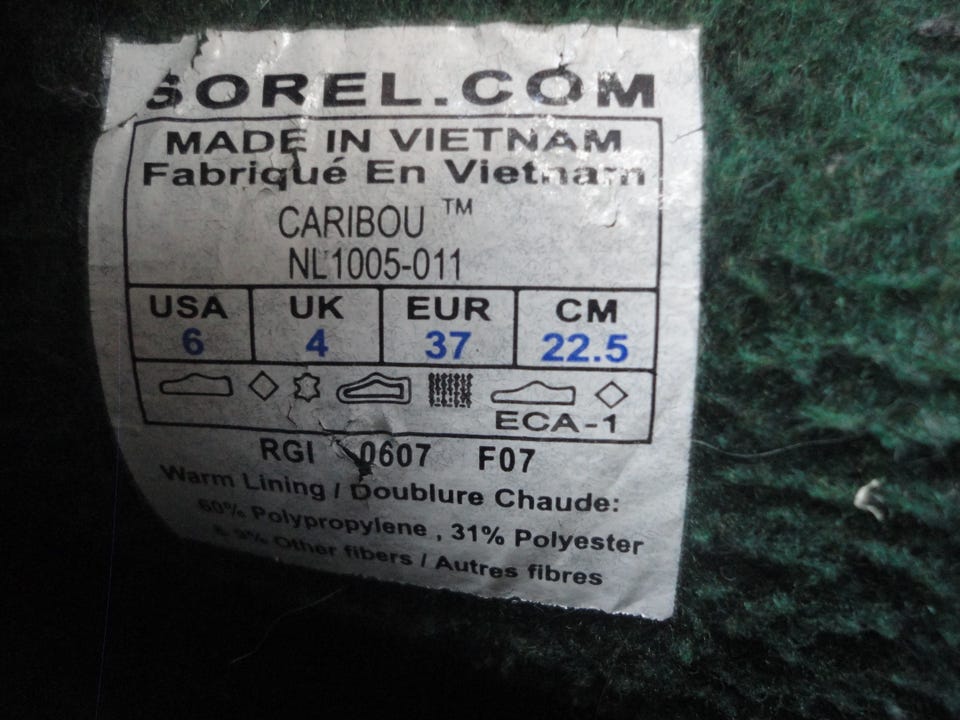 SOREL.COM
MADE IN VIETNAM
Fabriqué En Vietnam
CARIBOU ™
NL1005-011
USA UK EUR CM
6 4 37 22.5
ECA-1
RGI 0607 F07
Warm Lining / Doublure Chaude:
60% Polypropylene , 31% Polyester
& 9% Other fibers / Autres fibres